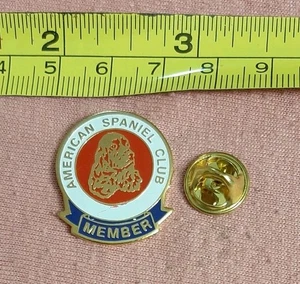 2 3
4 5 6 7 8 9
AMERICAN SPANIEL CLUB
MEMBER